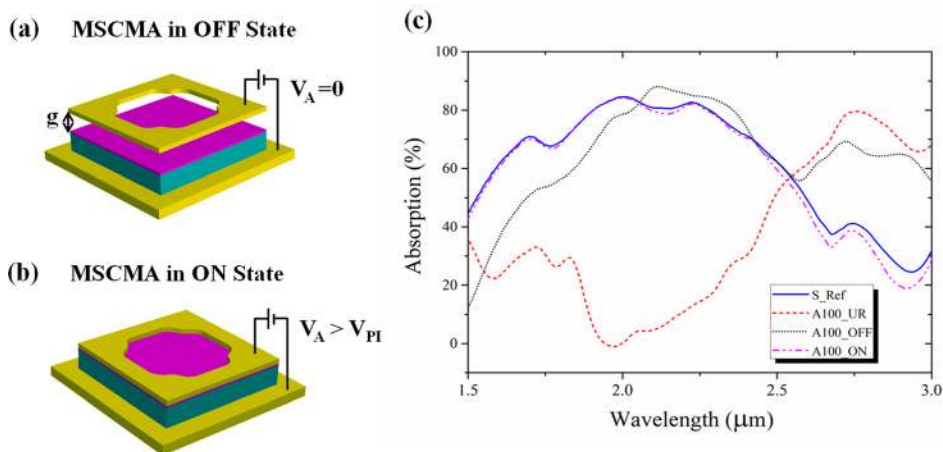 (a) MSCMA in OFF State
V_A =0
g
(b) MSCMA in ON State
V_A > V_PI
(c)
100
80
60
40
20
0
Absorption (%)
S_Ref
A100_UR
A100_OFF
A100_ON
1.5 2.0 2.5 3.0
Wavelength (μm)